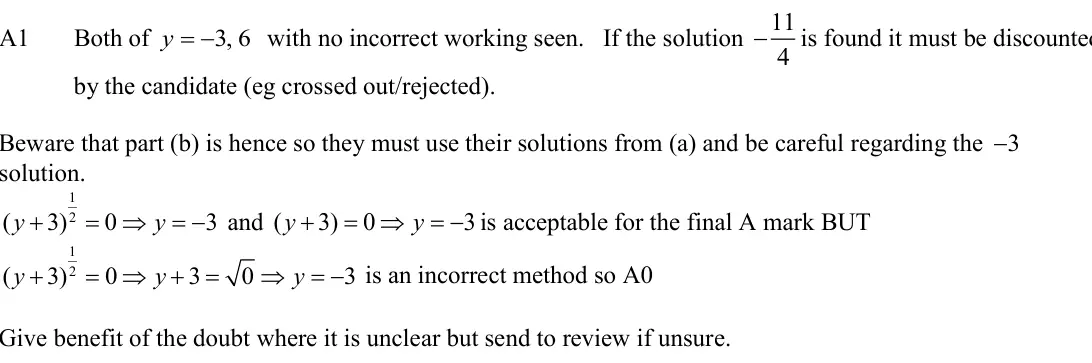 A1 Both of y = −3, 6 with no incorrect working seen. If the solution −11/4 is found it must be discounted
by the candidate (eg crossed out/rejected).
Beware that part (b) is hence so they must use their solutions from (a) and be careful regarding the −3
solution.
(y + 3)^(1/2) = 0 ⇒ y = −3 and (y + 3) = 0 ⇒ y = −3 is acceptable for the final A mark BUT
(y + 3)^(1/2) = 0 ⇒ y + 3 = √0 ⇒ y = −3 is an incorrect method so A0
Give benefit of the doubt where it is unclear but send to review if unsure.